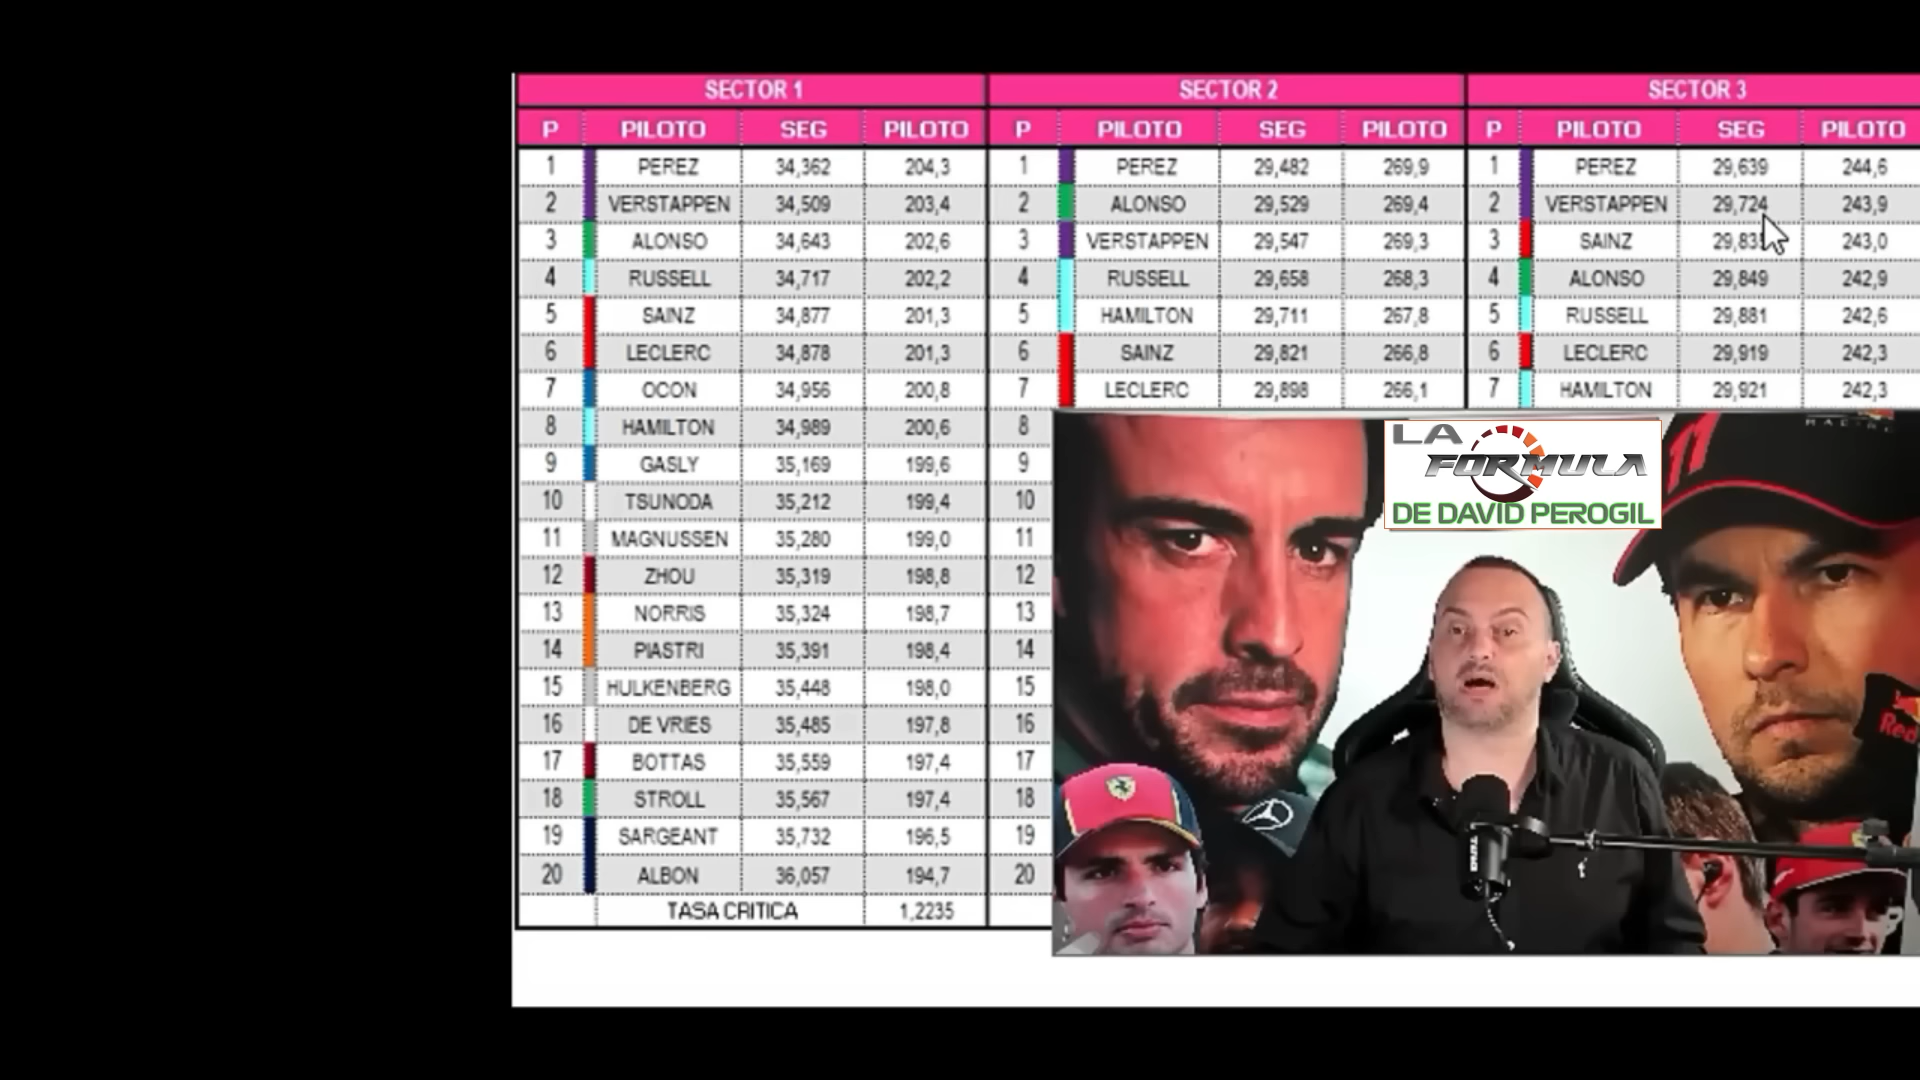 SECTOR 1 SECTOR 2 SECTOR 3
P PILOTO SEG PILOTO P PILOTO SEG PILOTO P PILOTO SEG PILOTO
1 PEREZ 34,362 204,3 1 PEREZ 29,482 269,9 1 PEREZ 29,639 244,6
2 VERSTAPPEN 34,509 203,4 2 ALONSO 29,529 269,4 2 VERSTAPPEN 29,724 243,9
3 ALONSO 34,643 202,6 3 VERSTAPPEN 29,547 269,3 3 SAINZ 243,0
4 RUSSELL 34,717 202,2 4 RUSSELL 29,658 268,3 4 ALONSO 29,849 242,9
5 SAINZ 34,877 201,3 5 HAMILTON 29,711 267,8 5 RUSSELL 29,881 242,6
6 LECLERC 34,878 201,3 6 SAINZ 29,821 266,8 6 LECLERC 29,919 242,3
7 OCON 34,956 200,8 7 LECLERC 29,898 266,1 7 HAMILTON 29,921 242,3
8 HAMILTON 34,989 200,6 8
9 GASLY 35,169 199,6 9
10 TSUNODA 35,212 199,4 10
11 MAGNUSSEN 35,280 199,0 11
12 ZHOU 35,319 198,8 12
13 NORRIS 35,324 198,7 13
14 PIASTRI 35,391 198,4 14
15 HULKENBERG 35,448 198,0 15
16 DE VRIES 35,485 197,8 16
17 BOTTAS 35,559 197,4 17
18 STROLL 35,567 197,4 18
19 SARGEANT 35,732 196,5 19
20 ALBON 36,057 194,7 20
TASA CRITICA 1,2235
LA
FORMULA
DE DAVID PEROGIL
11
Red